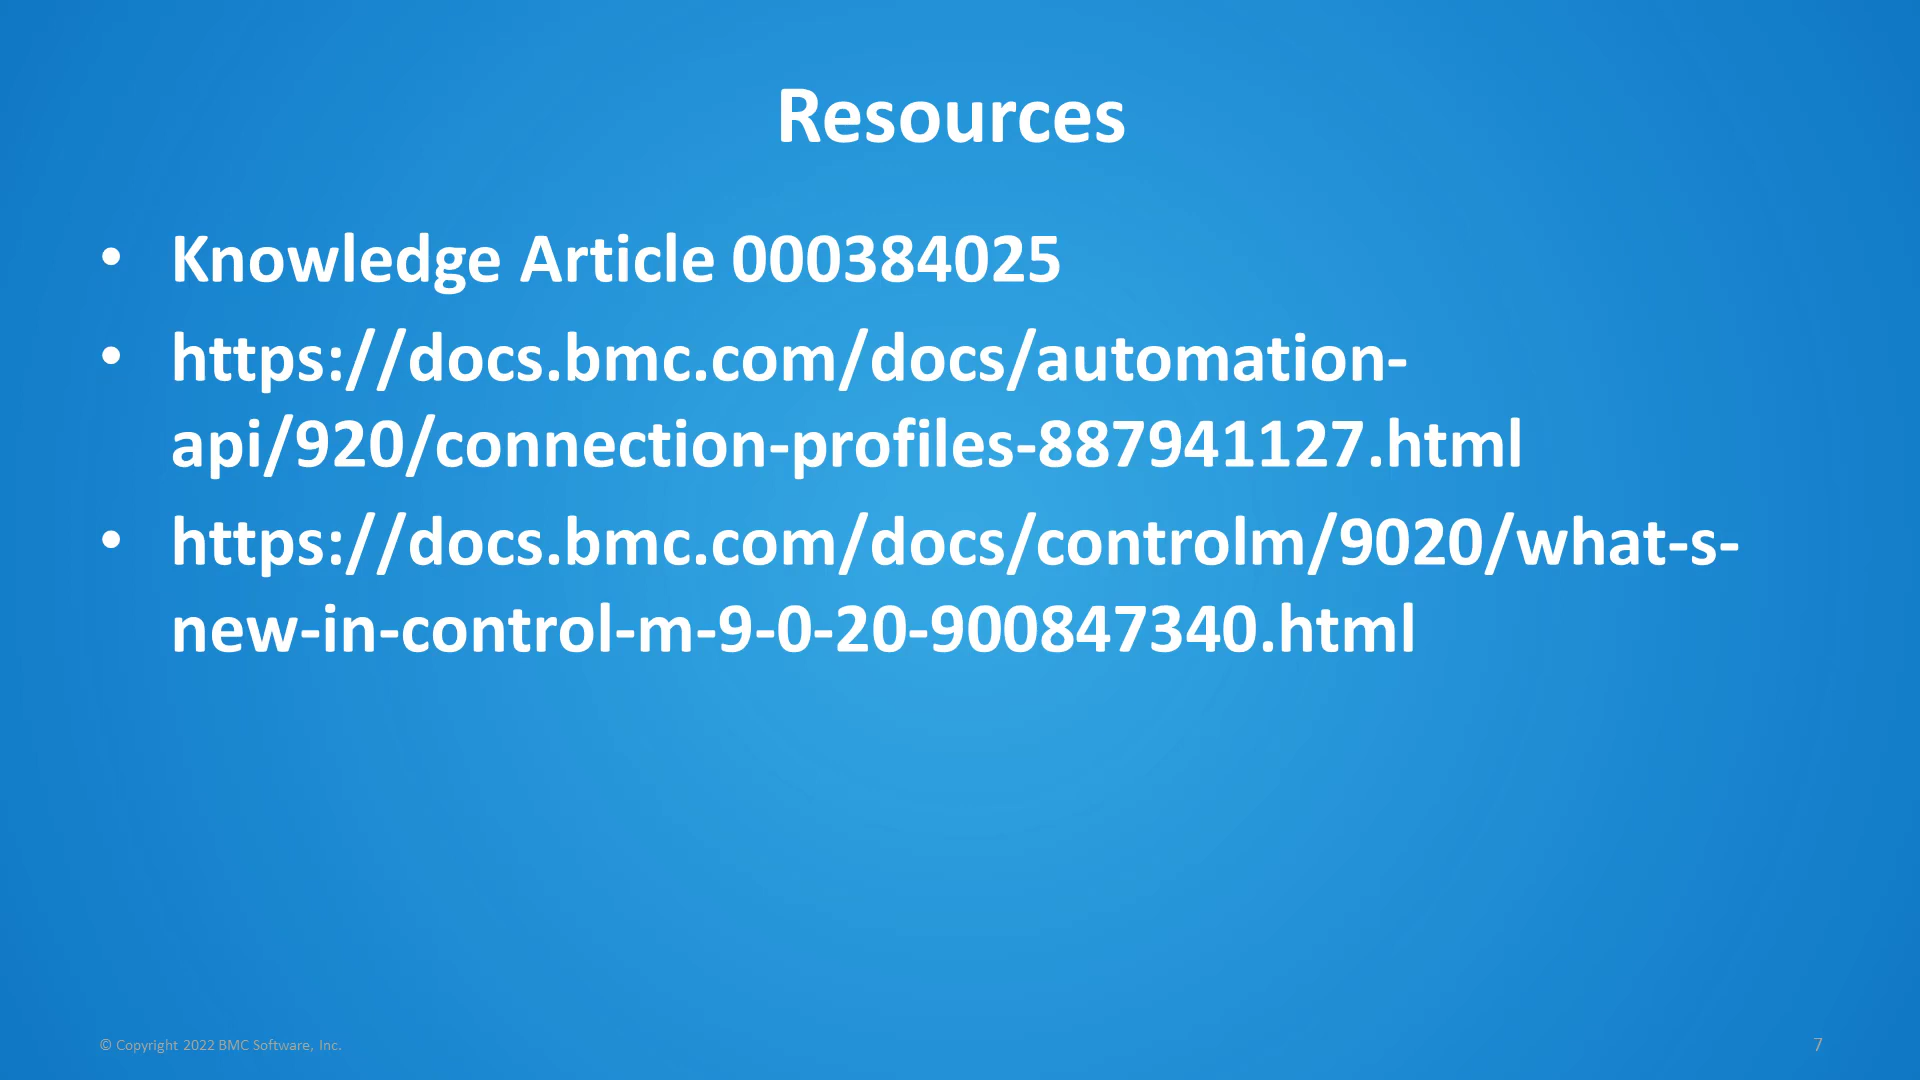 Resources
• Knowledge Article 000384025
• https://docs.bmc.com/docs/automation-
api/920/connection-profiles-887941127.html
• https://docs.bmc.com/docs/controlm/9020/what-s-
new-in-control-m-9-0-20-900847340.html
© Copyright 2022 BMC Software, Inc.
7